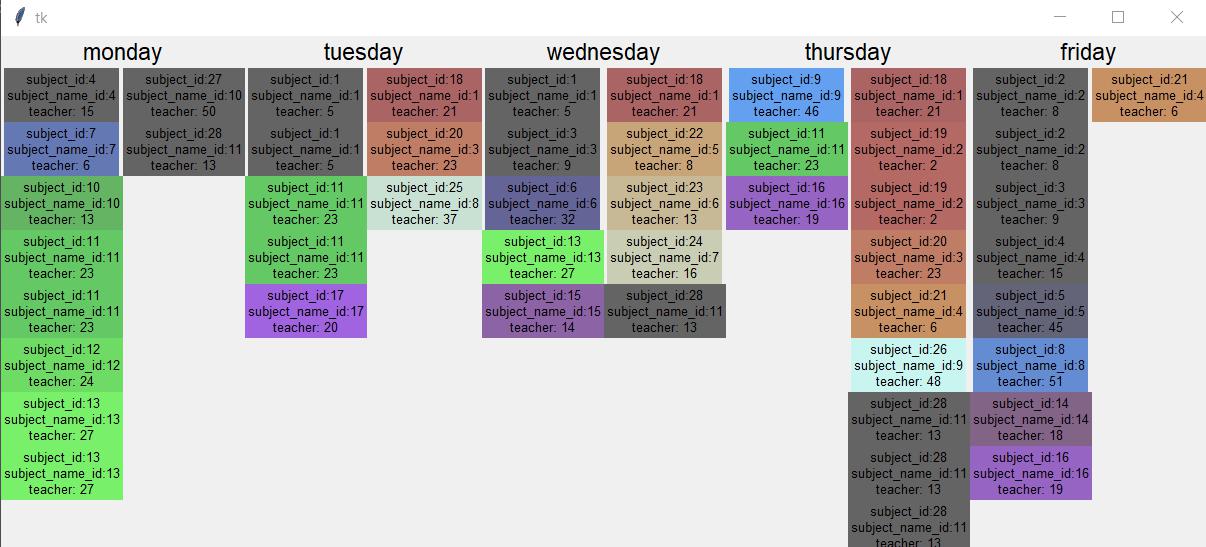 tk
monday
subject_id:4
subject_name_id:4
teacher: 15
subject_id:7
subject_name_id:7
teacher: 6
subject_id:10
subject_name_id:10
teacher: 13
subject_id:11
subject_name_id:11
teacher: 23
subject_id:11
subject_name_id:11
teacher: 23
subject_id:12
subject_name_id:12
teacher: 24
subject_id:13
subject_name_id:13
teacher: 27
subject_id:13
subject_name_id:13
teacher: 27
subject_id:27
subject_name_id:10
teacher: 50
subject_id:28
subject_name_id:11
teacher: 13
tuesday
subject_id:1
subject_name_id:1
teacher: 5
subject_id:1
subject_name_id:1
teacher: 5
subject_id:11
subject_name_id:11
teacher: 23
subject_id:11
subject_name_id:11
teacher: 23
subject_id:17
subject_name_id:17
teacher: 20
subject_id:18
subject_name_id:1
teacher: 21
subject_id:20
subject_name_id:3
teacher: 23
subject_id:25
subject_name_id:8
teacher: 37
wednesday
subject_id:1
subject_name_id:1
teacher: 5
subject_id:3
subject_name_id:3
teacher: 9
subject_id:6
subject_name_id:6
teacher: 32
subject_id:13
subject_name_id:13
teacher: 27
subject_id:15
subject_name_id:15
teacher: 14
subject_id:18
subject_name_id:1
teacher: 21
subject_id:22
subject_name_id:5
teacher: 8
subject_id:23
subject_name_id:6
teacher: 13
subject_id:24
subject_name_id:7
teacher: 16
subject_id:28
subject_name_id:11
teacher: 13
thursday
subject_id:9
subject_name_id:9
teacher: 46
subject_id:11
subject_name_id:11
teacher: 23
subject_id:16
subject_name_id:16
teacher: 19
subject_id:18
subject_name_id:1
teacher: 21
subject_id:19
subject_name_id:2
teacher: 2
subject_id:19
subject_name_id:2
teacher: 2
subject_id:20
subject_name_id:3
teacher: 23
subject_id:21
subject_name_id:4
teacher: 6
subject_id:26
subject_name_id:9
teacher: 48
subject_id:28
subject_name_id:11
teacher: 13
subject_id:28
subject_name_id:11
teacher: 13
subject_id:28
subject_name_id:11
teacher: 13
friday
subject_id:2
subject_name_id:2
teacher: 8
subject_id:2
subject_name_id:2
teacher: 8
subject_id:3
subject_name_id:3
teacher: 9
subject_id:4
subject_name_id:4
teacher: 15
subject_id:5
subject_name_id:5
teacher: 45
subject_id:8
subject_name_id:8
teacher: 51
subject_id:14
subject_name_id:14
teacher: 18
subject_id:16
subject_name_id:16
teacher: 19
subject_id:21
subject_name_id:4
teacher: 6